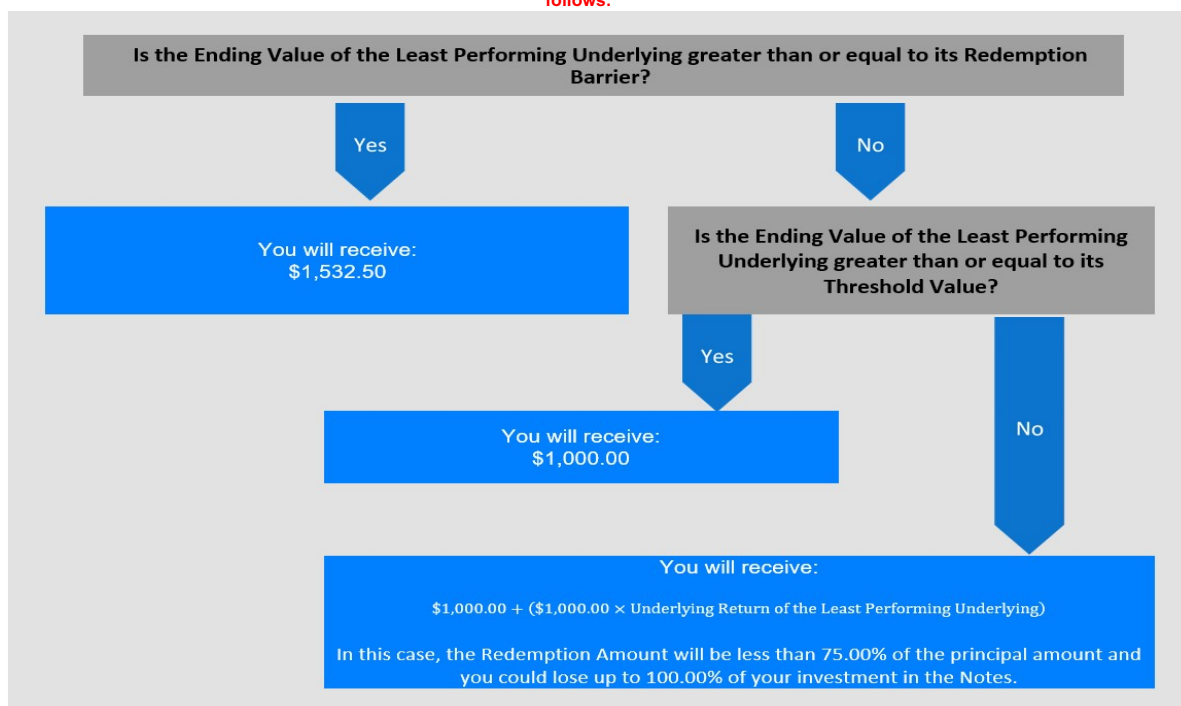 follows:
Is the Ending Value of the Least Performing Underlying greater than or equal to its Redemption
Barrier?
Yes
No
You will receive:
$1,532.50
Is the Ending Value of the Least Performing
Underlying greater than or equal to its
Threshold Value?
Yes
No
You will receive:
$1,000.00
You will receive:
$1,000.00 + ($1,000.00 × Underlying Return of the Least Performing Underlying)
In this case, the Redemption Amount will be less than 75.00% of the principal amount and
you could lose up to 100.00% of your investment in the Notes.